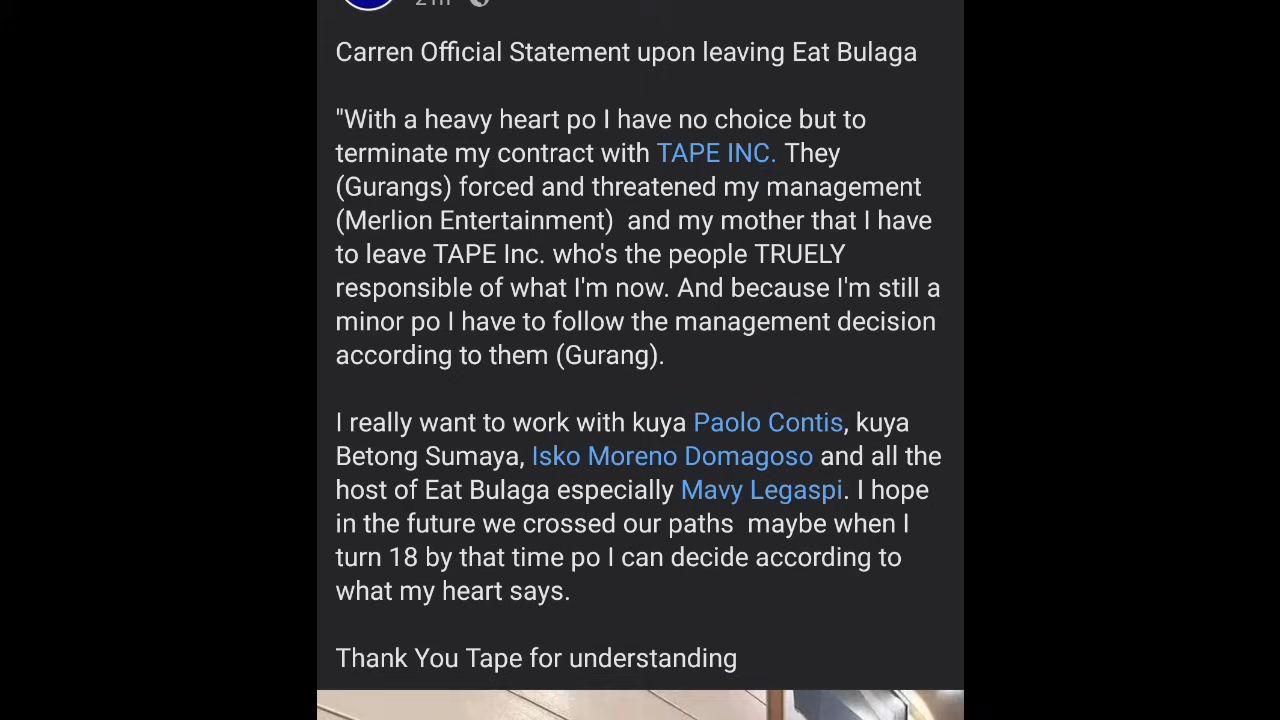 Carren Official Statement upon leaving Eat Bulaga
"With a heavy heart po I have no choice but to
terminate my contract with TAPE INC. They
(Gurangs) forced and threatened my management
(Merlion Entertainment)  and my mother that I have
to leave TAPE Inc. who's the people TRUELY
responsible of what I'm now. And because I'm still a
minor po I have to follow the management decision
according to them (Gurang).
I really want to work with kuya Paolo Contis, kuya
Betong Sumaya, Isko Moreno Domagoso and all the
host of Eat Bulaga especially Mavy Legaspi. I hope
in the future we crossed our paths  maybe when I
turn 18 by that time po I can decide according to
what my heart says.
Thank You Tape for understanding